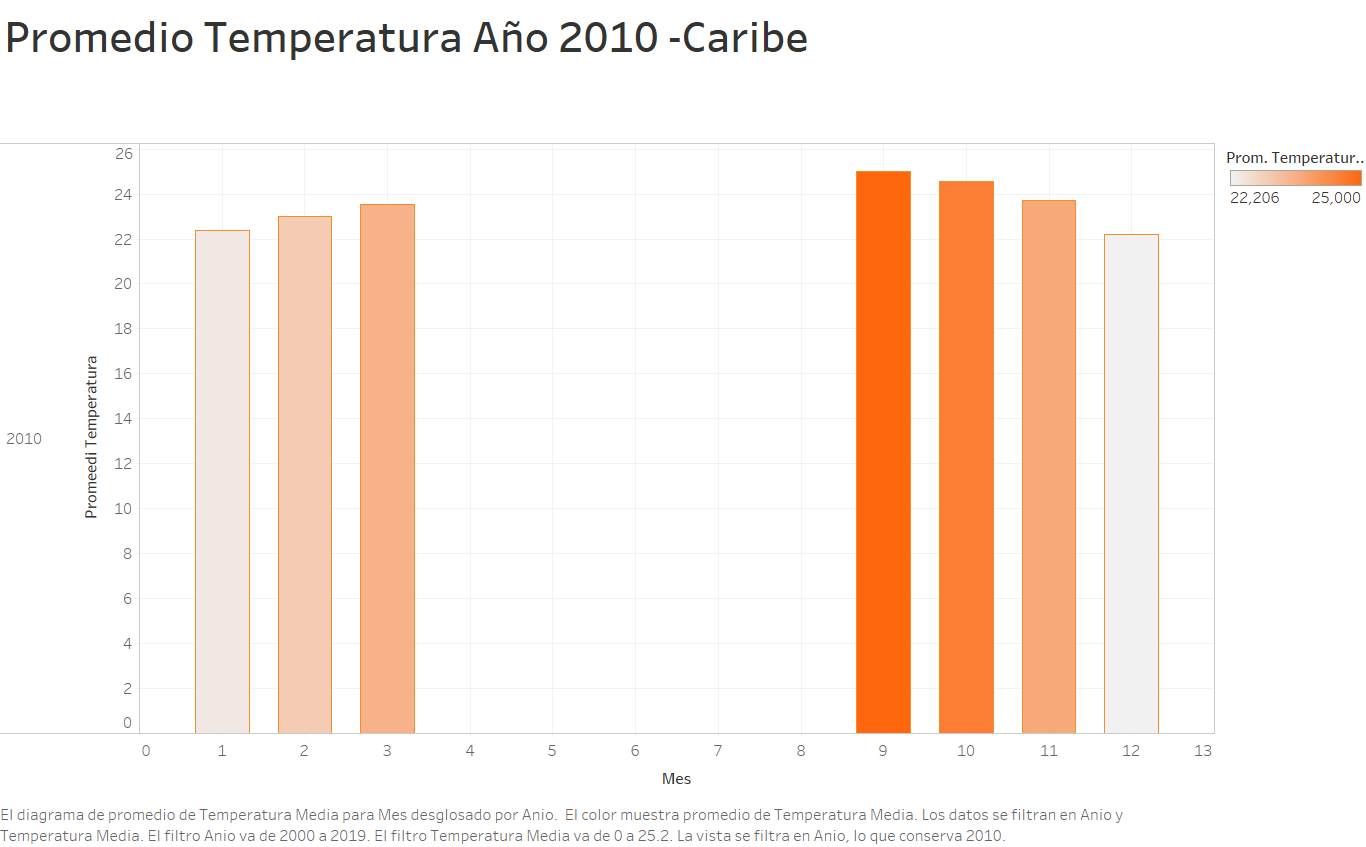 Promedio Temperatura Año 2010 -Caribe
Prom. Temperatur..
22,206 25,000
26
24
22
20
18
16
14
12
10
8
6
4
2
0
Promeedi Temperatura
2010
0 1 2 3 4 5 6 7 8 9 10 11 12 13
Mes
El diagrama de promedio de Temperatura Media para Mes desglosado por Anio.  El color muestra promedio de Temperatura Media. Los datos se filtran en Anio y
Temperatura Media. El filtro Anio va de 2000 a 2019. El filtro Temperatura Media va de 0 a 25.2. La vista se filtra en Anio, lo que conserva 2010.